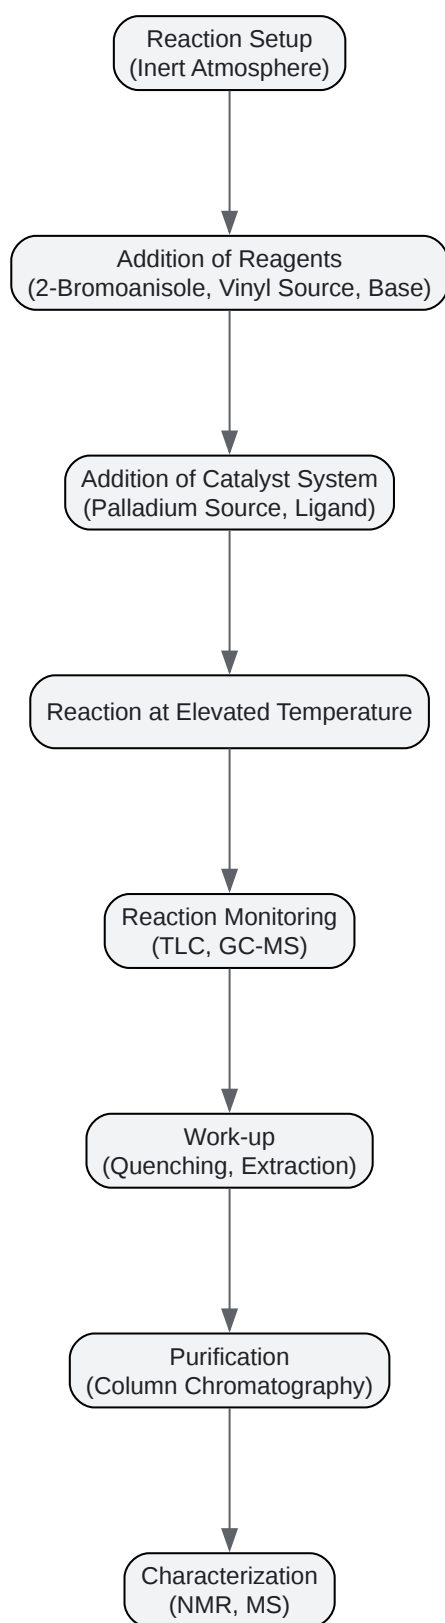 Reaction Setup
(Inert Atmosphere)
Addition of Reagents
(2-Bromoanisole, Vinyl Source, Base)
Addition of Catalyst System
(Palladium Source, Ligand)
Reaction at Elevated Temperature
Reaction Monitoring
(TLC, GC-MS)
Work-up
(Quenching, Extraction)
Purification
(Column Chromatography)
Characterization
(NMR, MS)